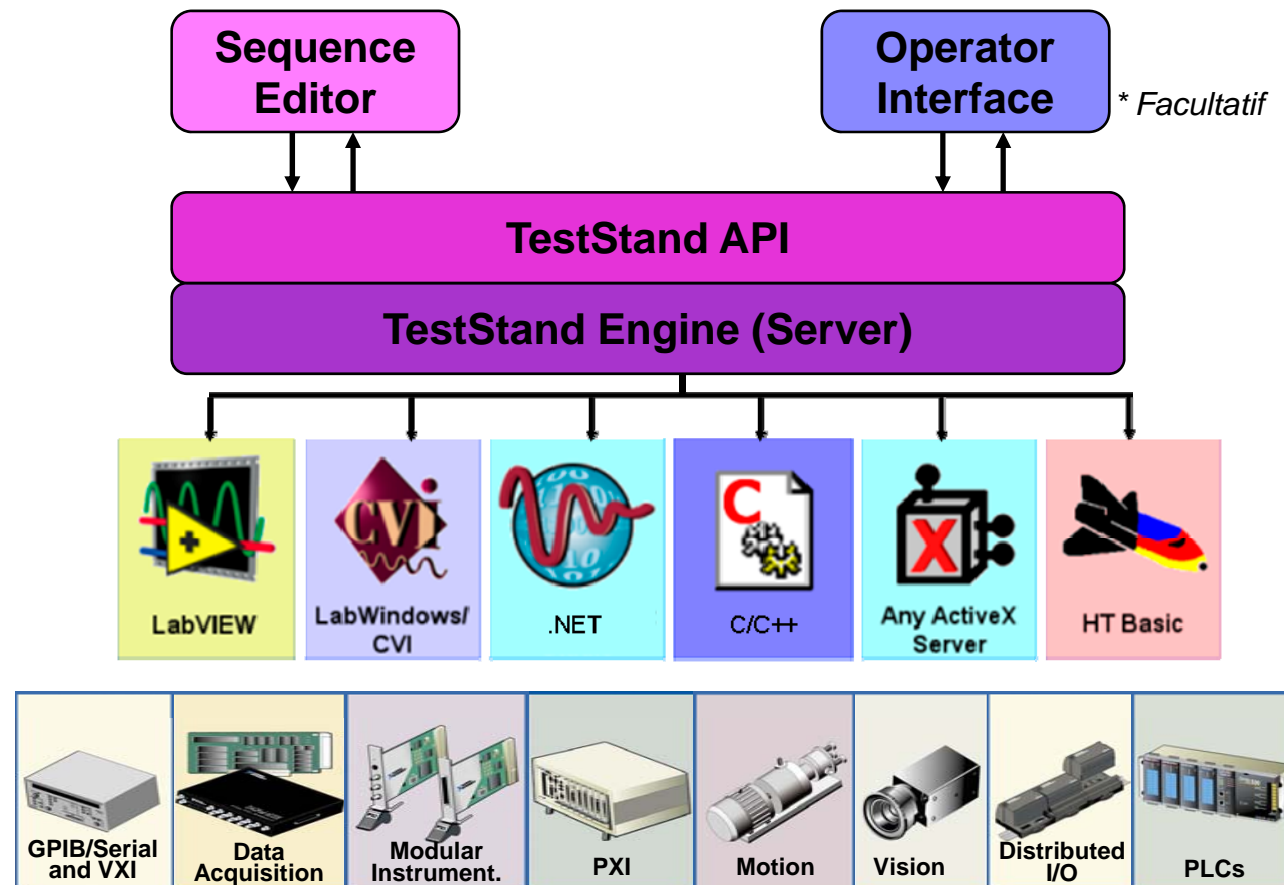 Sequence
Editor
Operator
Interface
* Facultatif
TestStand API
TestStand Engine (Server)
CVI
C
X
LabVIEW
LabWindows/
CVI
.NET
C/C++
Any ActiveX
Server
HT Basic
GPIB/Serial
and VXI
Data
Acquisition
Modular
Instrument.
PXI
Motion
Vision
Distributed
I/O
PLCs